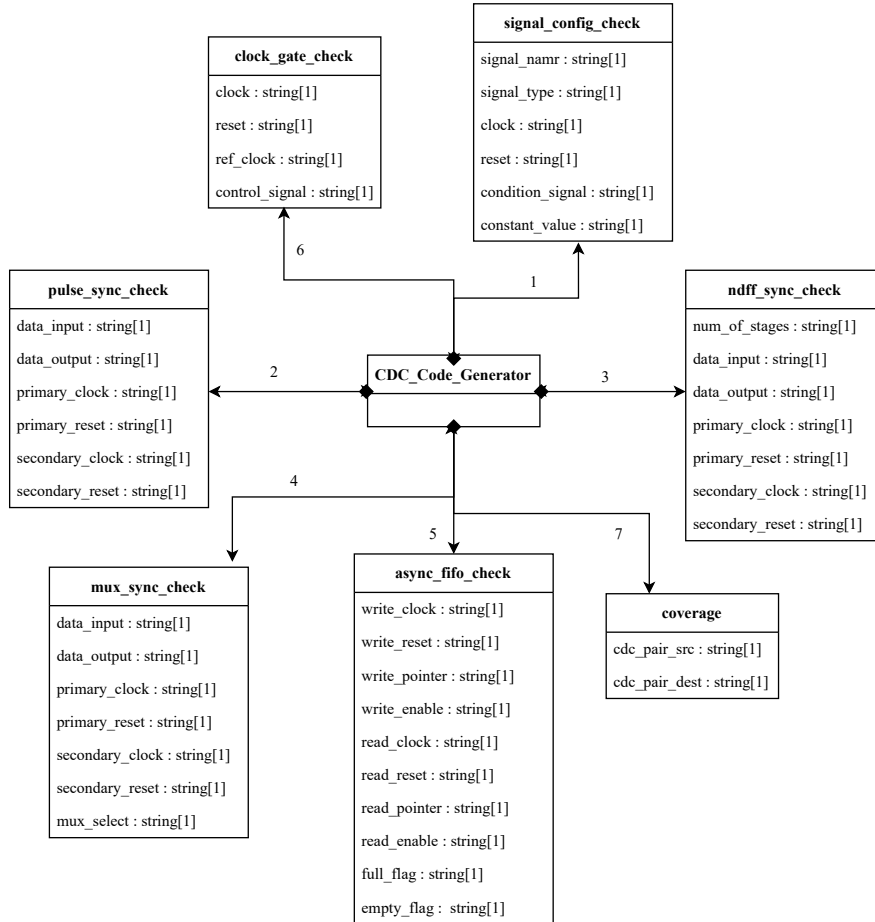 signal_config_check
signal_namr : string[1]
signal_type : string[1]
clock : string[1]
reset : string[1]
condition_signal : string[1]
constant_value : string[1]
clock_gate_check
clock : string[1]
reset : string[1]
ref_clock : string[1]
control_signal : string[1]
6
1
pulse_sync_check
data_input : string[1]
data_output : string[1]
primary_clock : string[1]
primary_reset : string[1]
secondary_clock : string[1]
secondary_reset : string[1]
2
CDC_Code_Generator
3
ndff_sync_check
num_of_stages : string[1]
data_input : string[1]
data_output : string[1]
primary_clock : string[1]
primary_reset : string[1]
secondary_clock : string[1]
secondary_reset : string[1]
4
5
7
mux_sync_check
data_input : string[1]
data_output : string[1]
primary_clock : string[1]
primary_reset : string[1]
secondary_clock : string[1]
secondary_reset : string[1]
mux_select : string[1]
async_fifo_check
write_clock : string[1]
write_reset : string[1]
write_pointer : string[1]
write_enable : string[1]
read_clock : string[1]
read_reset : string[1]
read_pointer : string[1]
read_enable : string[1]
full_flag : string[1]
empty_flag : string[1]
coverage
cdc_pair_src : string[1]
cdc_pair_dest : string[1]